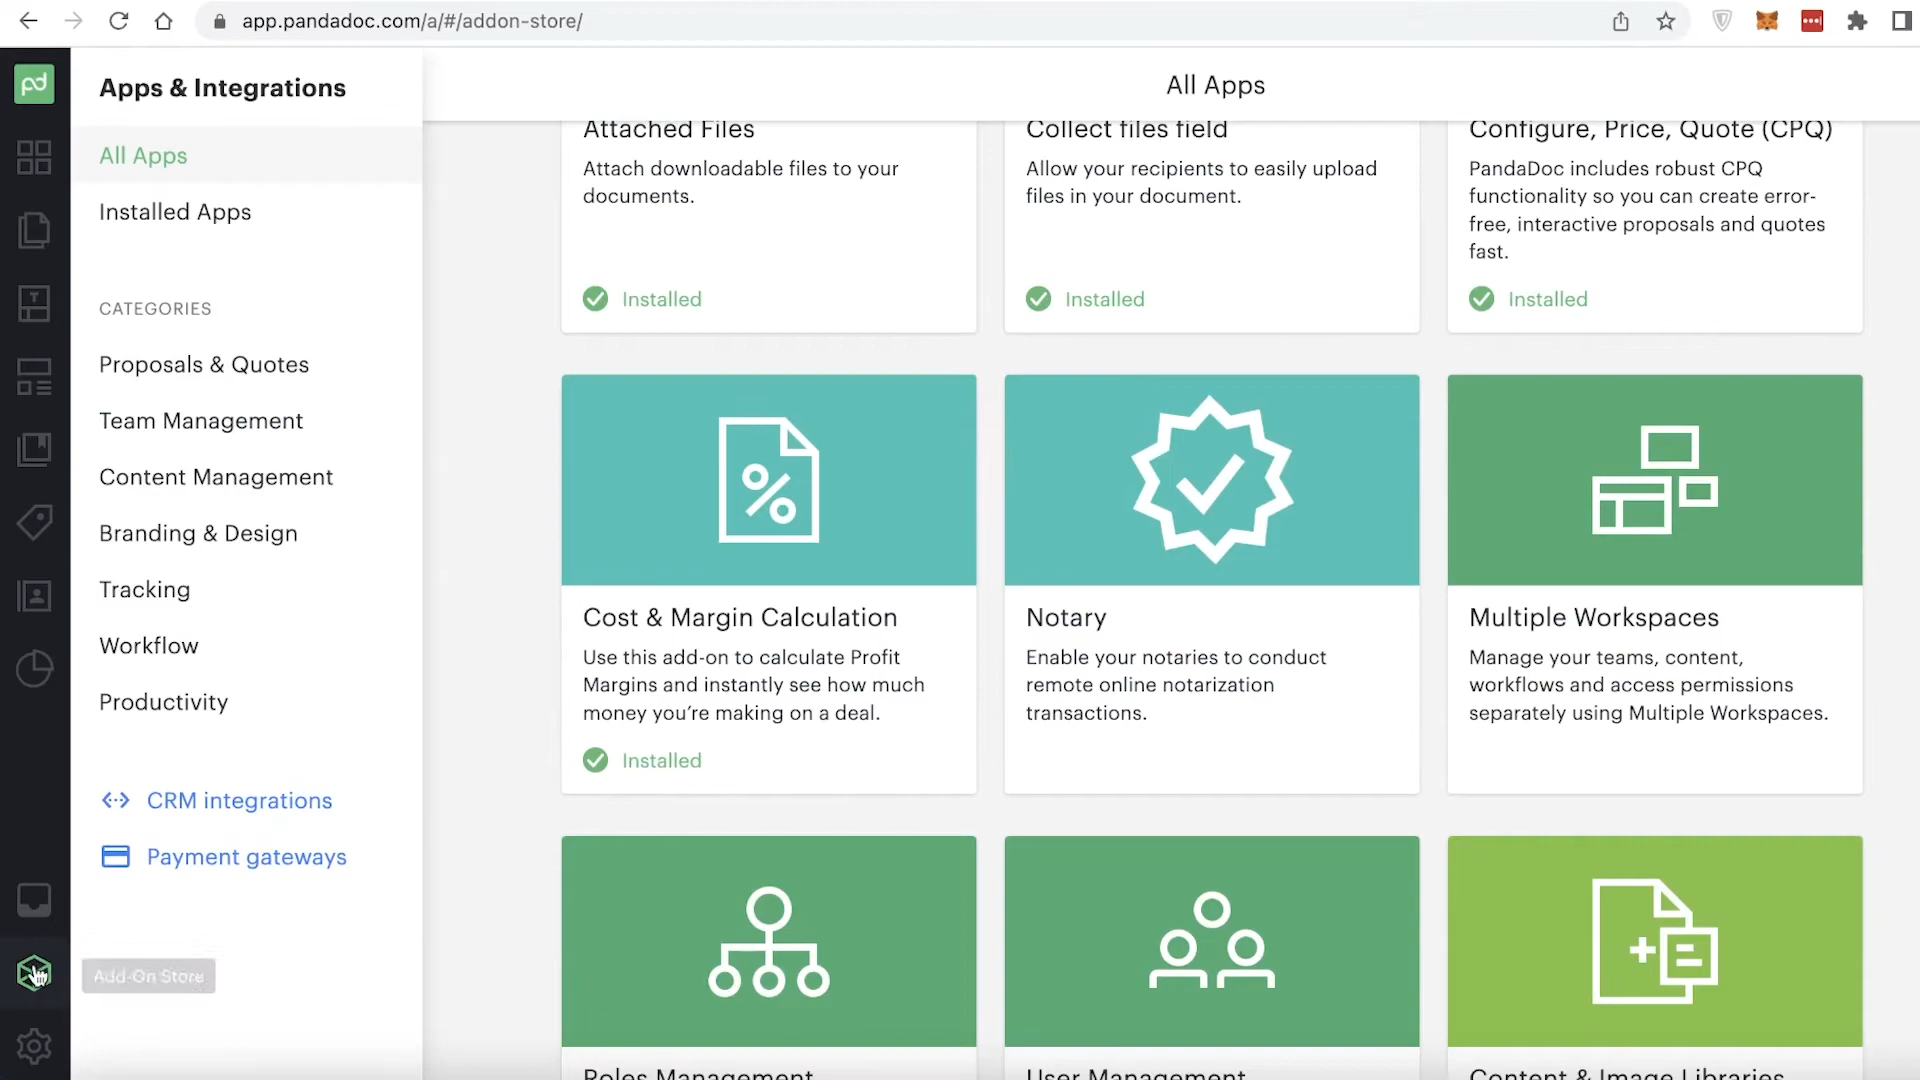 app.pandadoc.com/a/#/addon-store/
pd
Apps & Integrations
All Apps
Installed Apps
CATEGORIES
Proposals & Quotes
Team Management
Content Management
Branding & Design
Tracking
Workflow
Productivity
CRM integrations
Payment gateways
Add-On Store
All Apps
Attached Files
Attach downloadable files to your
documents.
Installed
Collect files field
Allow your recipients to easily upload
files in your document.
Installed
Configure, Price, Quote (CPQ)
PandaDoc includes robust CPQ
functionality so you can create error-
free, interactive proposals and quotes
fast.
Installed
Cost & Margin Calculation
Use this add-on to calculate Profit
Margins and instantly see how much
money you’re making on a deal.
Installed
Notary
Enable your notaries to conduct
remote online notarization
transactions.
Multiple Workspaces
Manage your teams, content,
workflows and access permissions
separately using Multiple Workspaces.
Roles Management
User Management
Content & Image Libraries